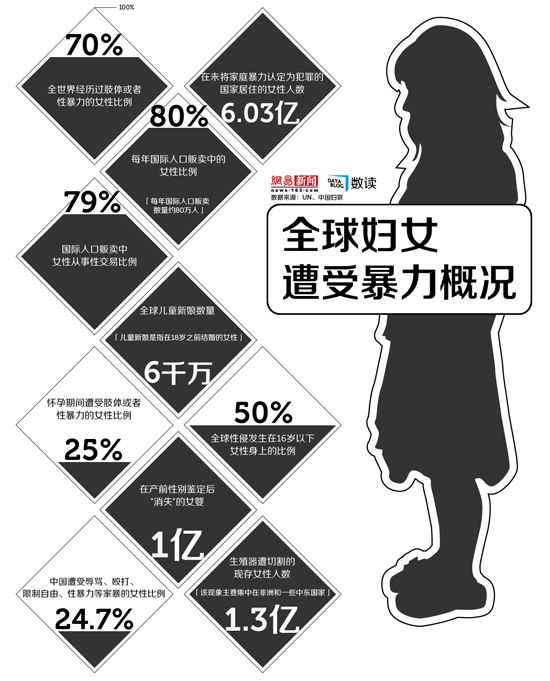 100%
70%
全世界经历过肢体或者
性暴力的女性比例
在未将家庭暴力认定为犯罪的
国家居住的女性人数
6.03亿
80%
每年国际人口贩卖中的
女性比例
「每年国际人口贩卖
数量约80万人」
網易 新闻
news·163.com
DATA
BLOG
数读
数据来源：UN、中国妇联
79%
国际人口贩卖中
女性从事性交易比例
全球妇女
遭受暴力概况
全球儿童新娘数量
「儿童新娘是指在18岁之前结婚的女性」
6千万
怀孕期间遭受肢体或者
性暴力的女性比例
25%
50%
全球性侵发生在16岁以下
女性身上的比例
在产前性别鉴定后
“消失”的女婴
1亿
中国遭受辱骂、殴打、
限制自由、性暴力等家暴的女性比例
24.7%
生殖器遭切割的
现存女性人数
「该现象主要集中在非洲和一些中东国家」
1.3亿